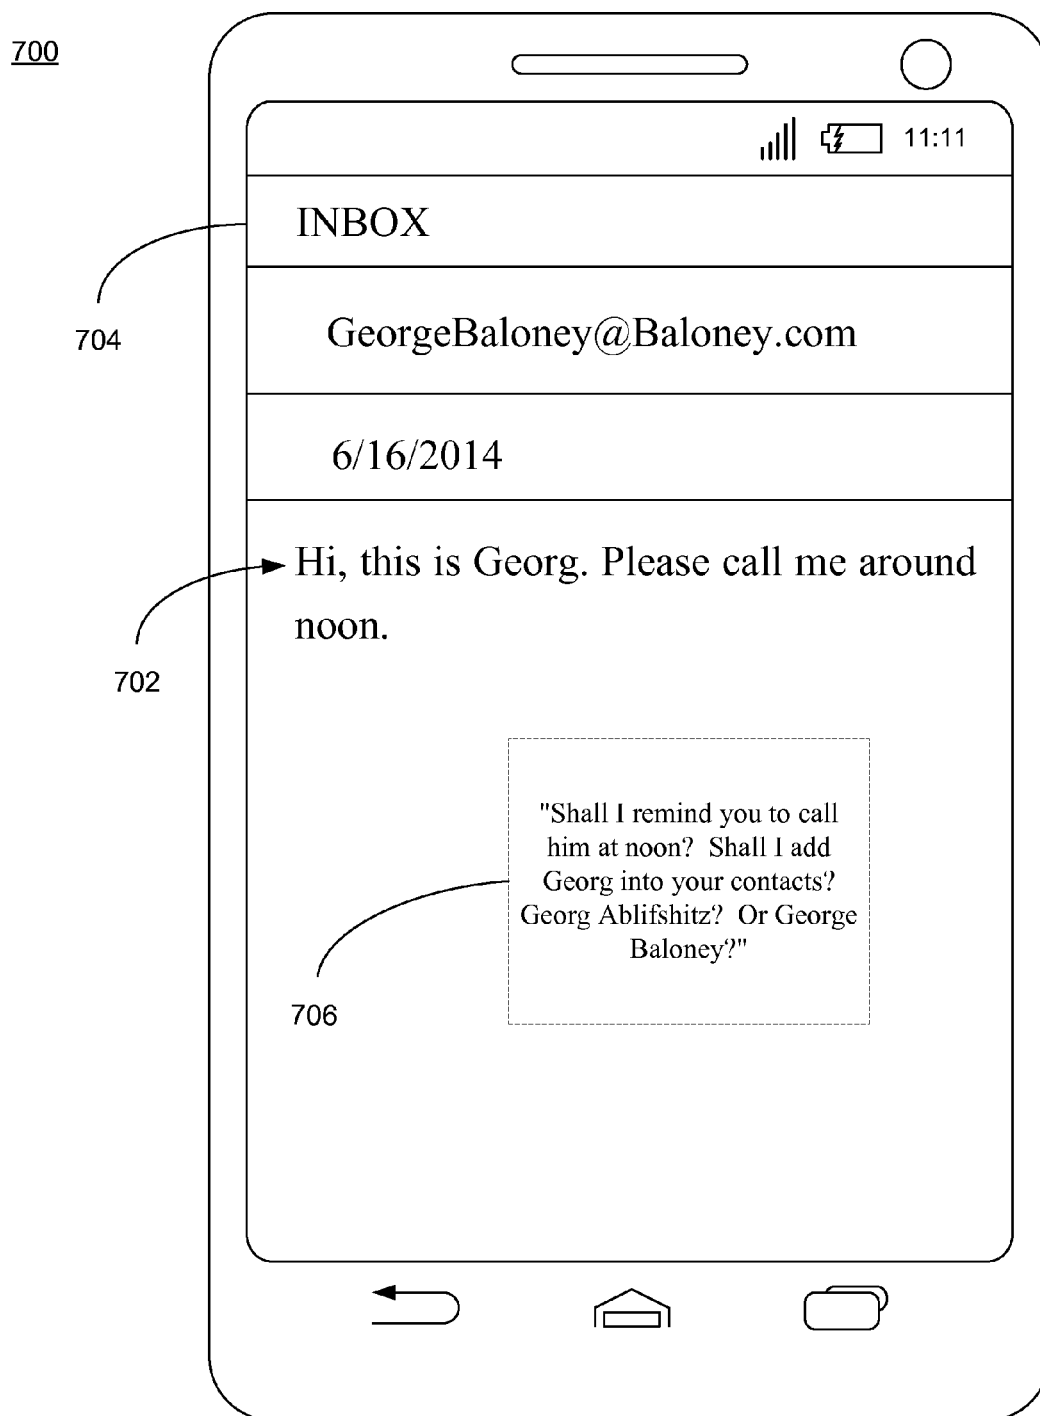 700
11:11
INBOX
704
GeorgeBaloney@Baloney.com
6/16/2014
Hi, this is Georg. Please call me around
noon.
702
"Shall I remind you to call
him at noon?  Shall I add
Georg into your contacts?
Georg Ablifshitz?  Or George
Baloney?"
706